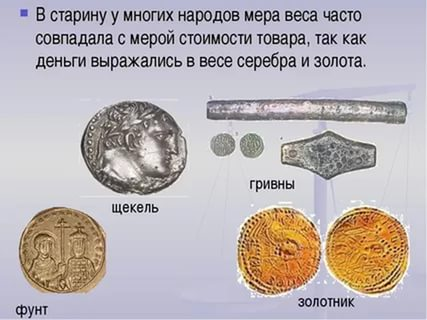 В старину у многих народов мера веса часто
совпадала с мерой стоимости товара, так как
деньги выражались в весе серебра и золота.
гривны
щекель
золотник
фунт